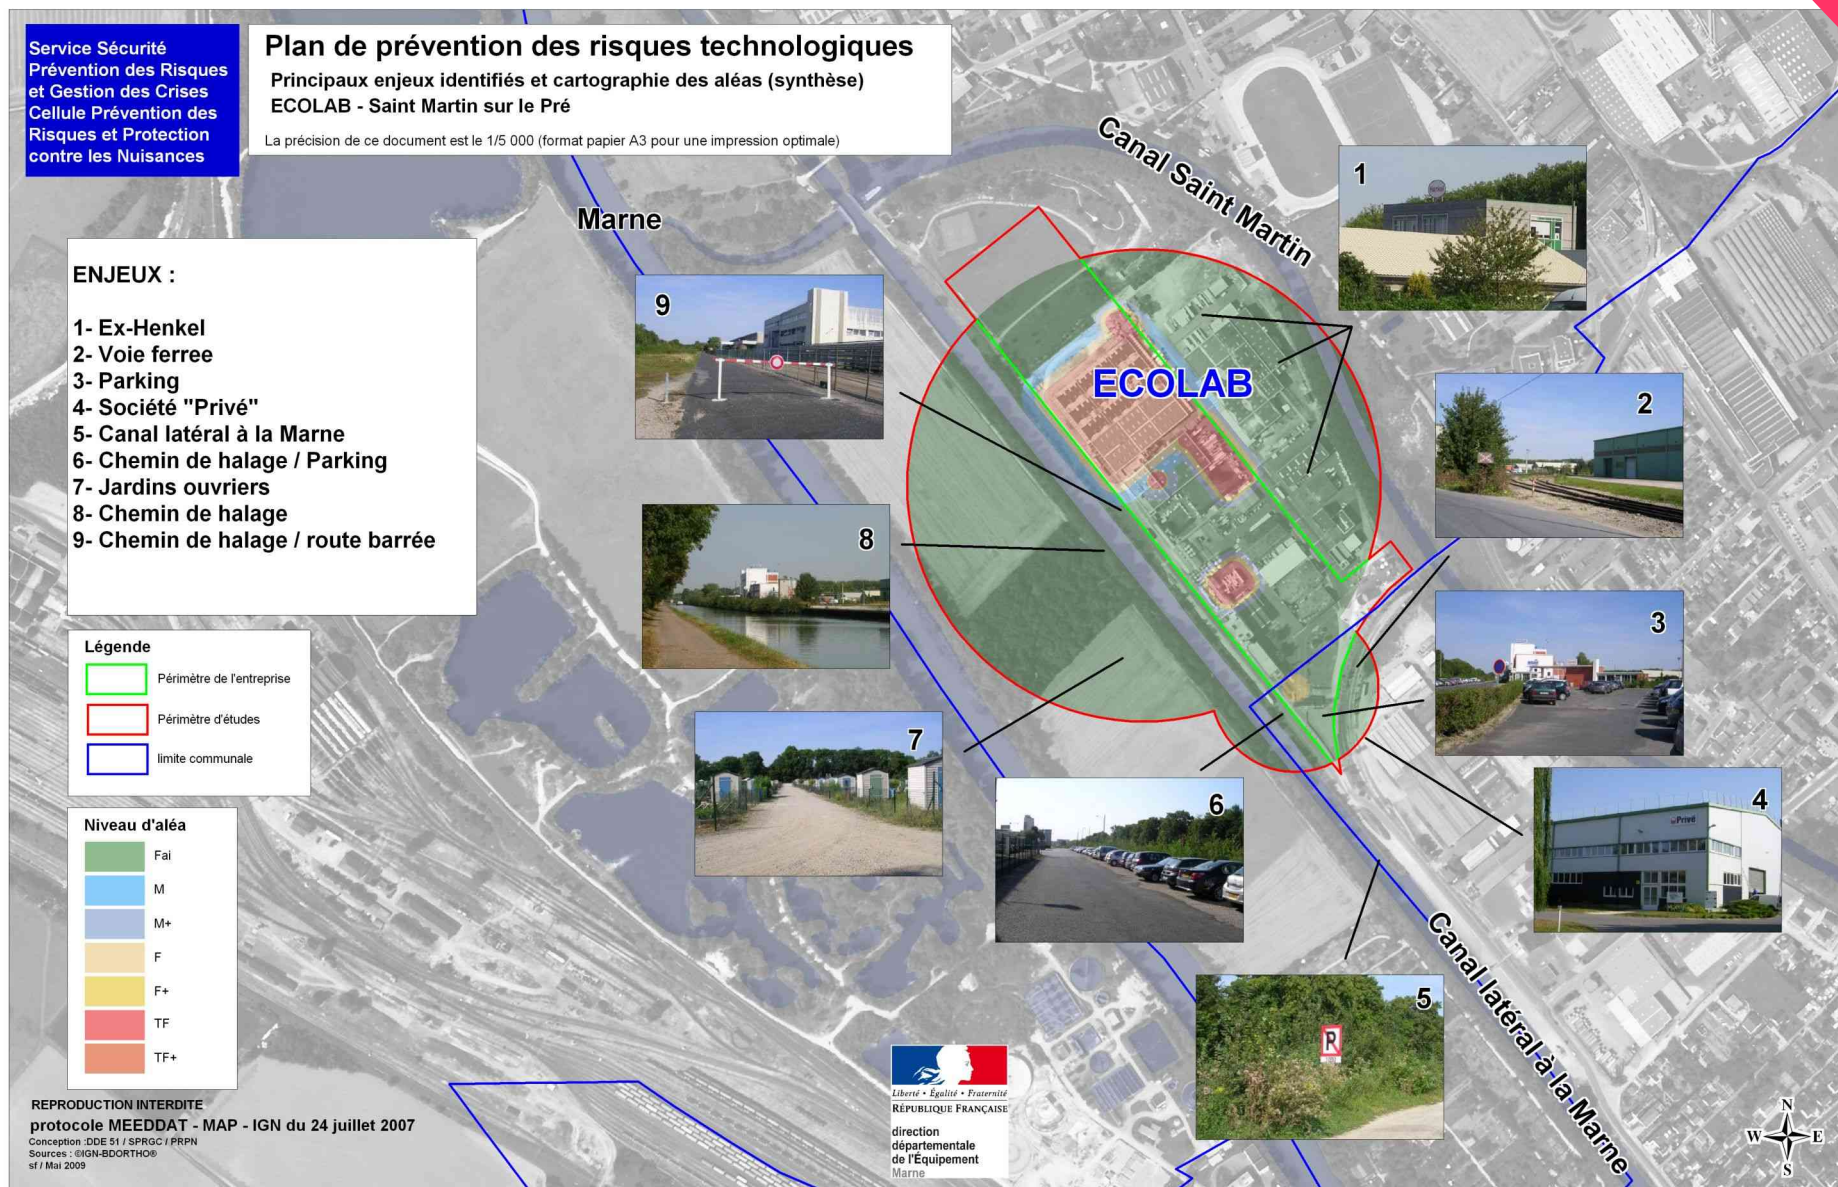 Service Sécurité
Prévention des Risques
et Gestion des Crises
Cellule Prévention des
Risques et Protection
contre les Nuisances
Plan de prévention des risques technologiques
Principaux enjeux identifiés et cartographie des aléas (synthèse)
ECOLAB - Saint Martin sur le Pré
La précision de ce document est le 1/5 000 (format papier A3 pour une impression optimale)
Marne
Canal Saint Martin
ENJEUX :
1- Ex-Henkel
2- Voie ferree
3- Parking
4- Société "Privé"
5- Canal latéral à la Marne
6- Chemin de halage / Parking
7- Jardins ouvriers
8- Chemin de halage
9- Chemin de halage / route barrée
ECOLAB
1
2
3
4
Privé
5
P
6
7
8
9
Canal latéral à la Marne
Légende
Périmètre de l'entreprise
Périmètre d'études
limite communale
Niveau d'aléa
Fai
M
M+
F
F+
TF
TF+
REPRODUCTION INTERDITE
protocole MEEDDAT - MAP - IGN du 24 juillet 2007
Conception :DDE 51 / SPRGC / PRPN
Sources : ©IGN-BDORTHO®
sf / Mai 2009
Liberté • Égalité • Fraternité
RÉPUBLIQUE FRANÇAISE
direction
départementale
de l'Équipement
Marne
N
W E
S